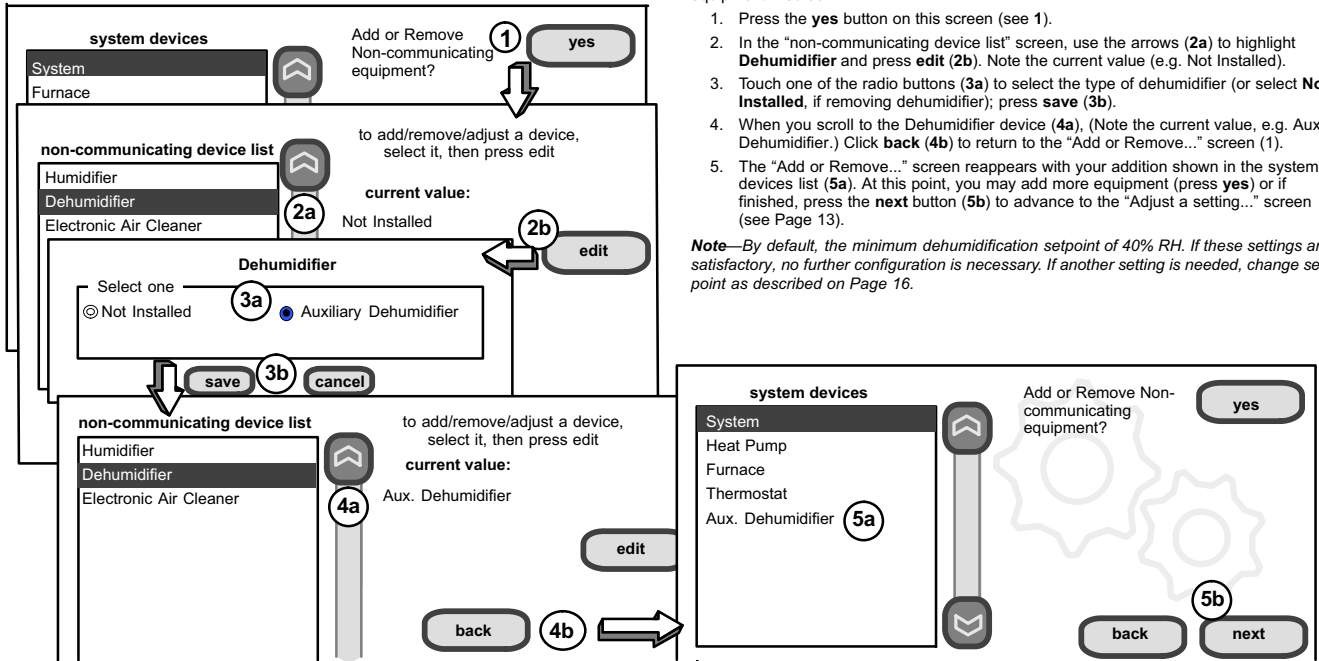 system devices
System
Furnace
Add or Remove
Non-communicating
equipment?
1
yes
non-communicating device list
Humidifier
Dehumidifier
Electronic Air Cleaner
2a
to add/remove/adjust a device,
select it, then press edit
current value:
Not Installed
2b
edit
Dehumidifier
Select one
Not Installed
3a
Auxiliary Dehumidifier
save
3b
cancel
non-communicating device list
Humidifier
Dehumidifier
Electronic Air Cleaner
4a
to add/remove/adjust a device,
select it, then press edit
current value:
Aux. Dehumidifier
edit
back
4b
1. Press the yes button on this screen (see 1).
2. In the “non-communicating device list” screen, use the arrows (2a) to highlight
Dehumidifier and press edit (2b). Note the current value (e.g. Not Installed).
3. Touch one of the radio buttons (3a) to select the type of dehumidifier (or select
Installed, if removing dehumidifier); press save (3b).
4. When you scroll to the Dehumidifier device (4a), (Note the current value, e.g. Aux
Dehumidifier.) Click back (4b) to return to the “Add or Remove...” screen (1).
5. The “Add or Remove...” screen reappears with your addition shown in the system
devices list (5a). At this point, you may add more equipment (press yes) or if
finished, press the next button (5b) to advance to the “Adjust a setting...” screen
(see Page 13).
Note—By default, the minimum dehumidification setpoint of 40% RH. If these settings
satisfactory, no further configuration is necessary. If another setting is needed, change
point as described on Page 16.
system devices
System
Heat Pump
Furnace
Thermostat
Aux. Dehumidifier
5a
Add or Remove Non-
communicating
equipment?
yes
5b
back
next